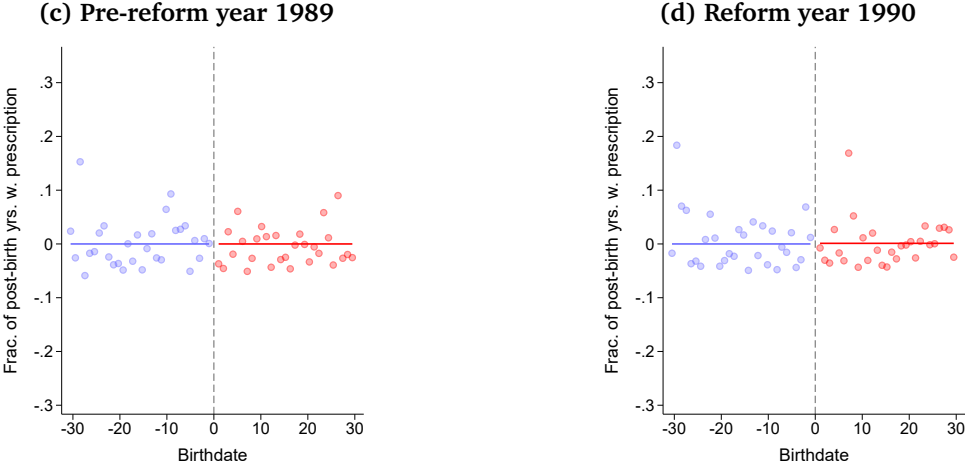 (c) Pre-reform year 1989
Frac. of post-birth yrs. w. prescription
.3
.2
.1
0
-.1
-.2
-.3
-30 -20 -10 0 10 20 30
Birthdate
(d) Reform year 1990
Frac. of post-birth yrs. w. prescription
.3
.2
.1
0
-.1
-.2
-.3
-30 -20 -10 0 10 20 30
Birthdate